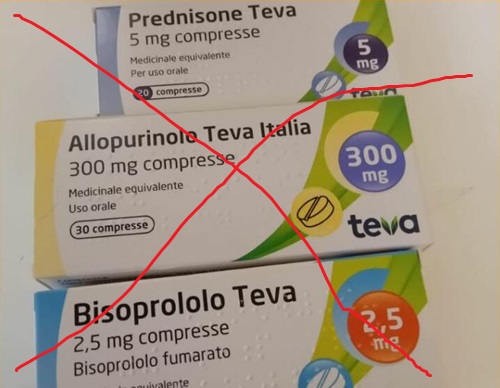 Prednisone Teva
5 mg compresse
Medicinale equivalente
Per uso orale
20 compresse
5
mg
teva
Allopurinolo Teva Italia
300 mg compresse
Medicinale equivalente
Uso orale
30 compresse
300
mg
teva
Bisoprololo Teva
2,5 mg compresse
Bisoprololo fumarato
equivalente
2,5
mg